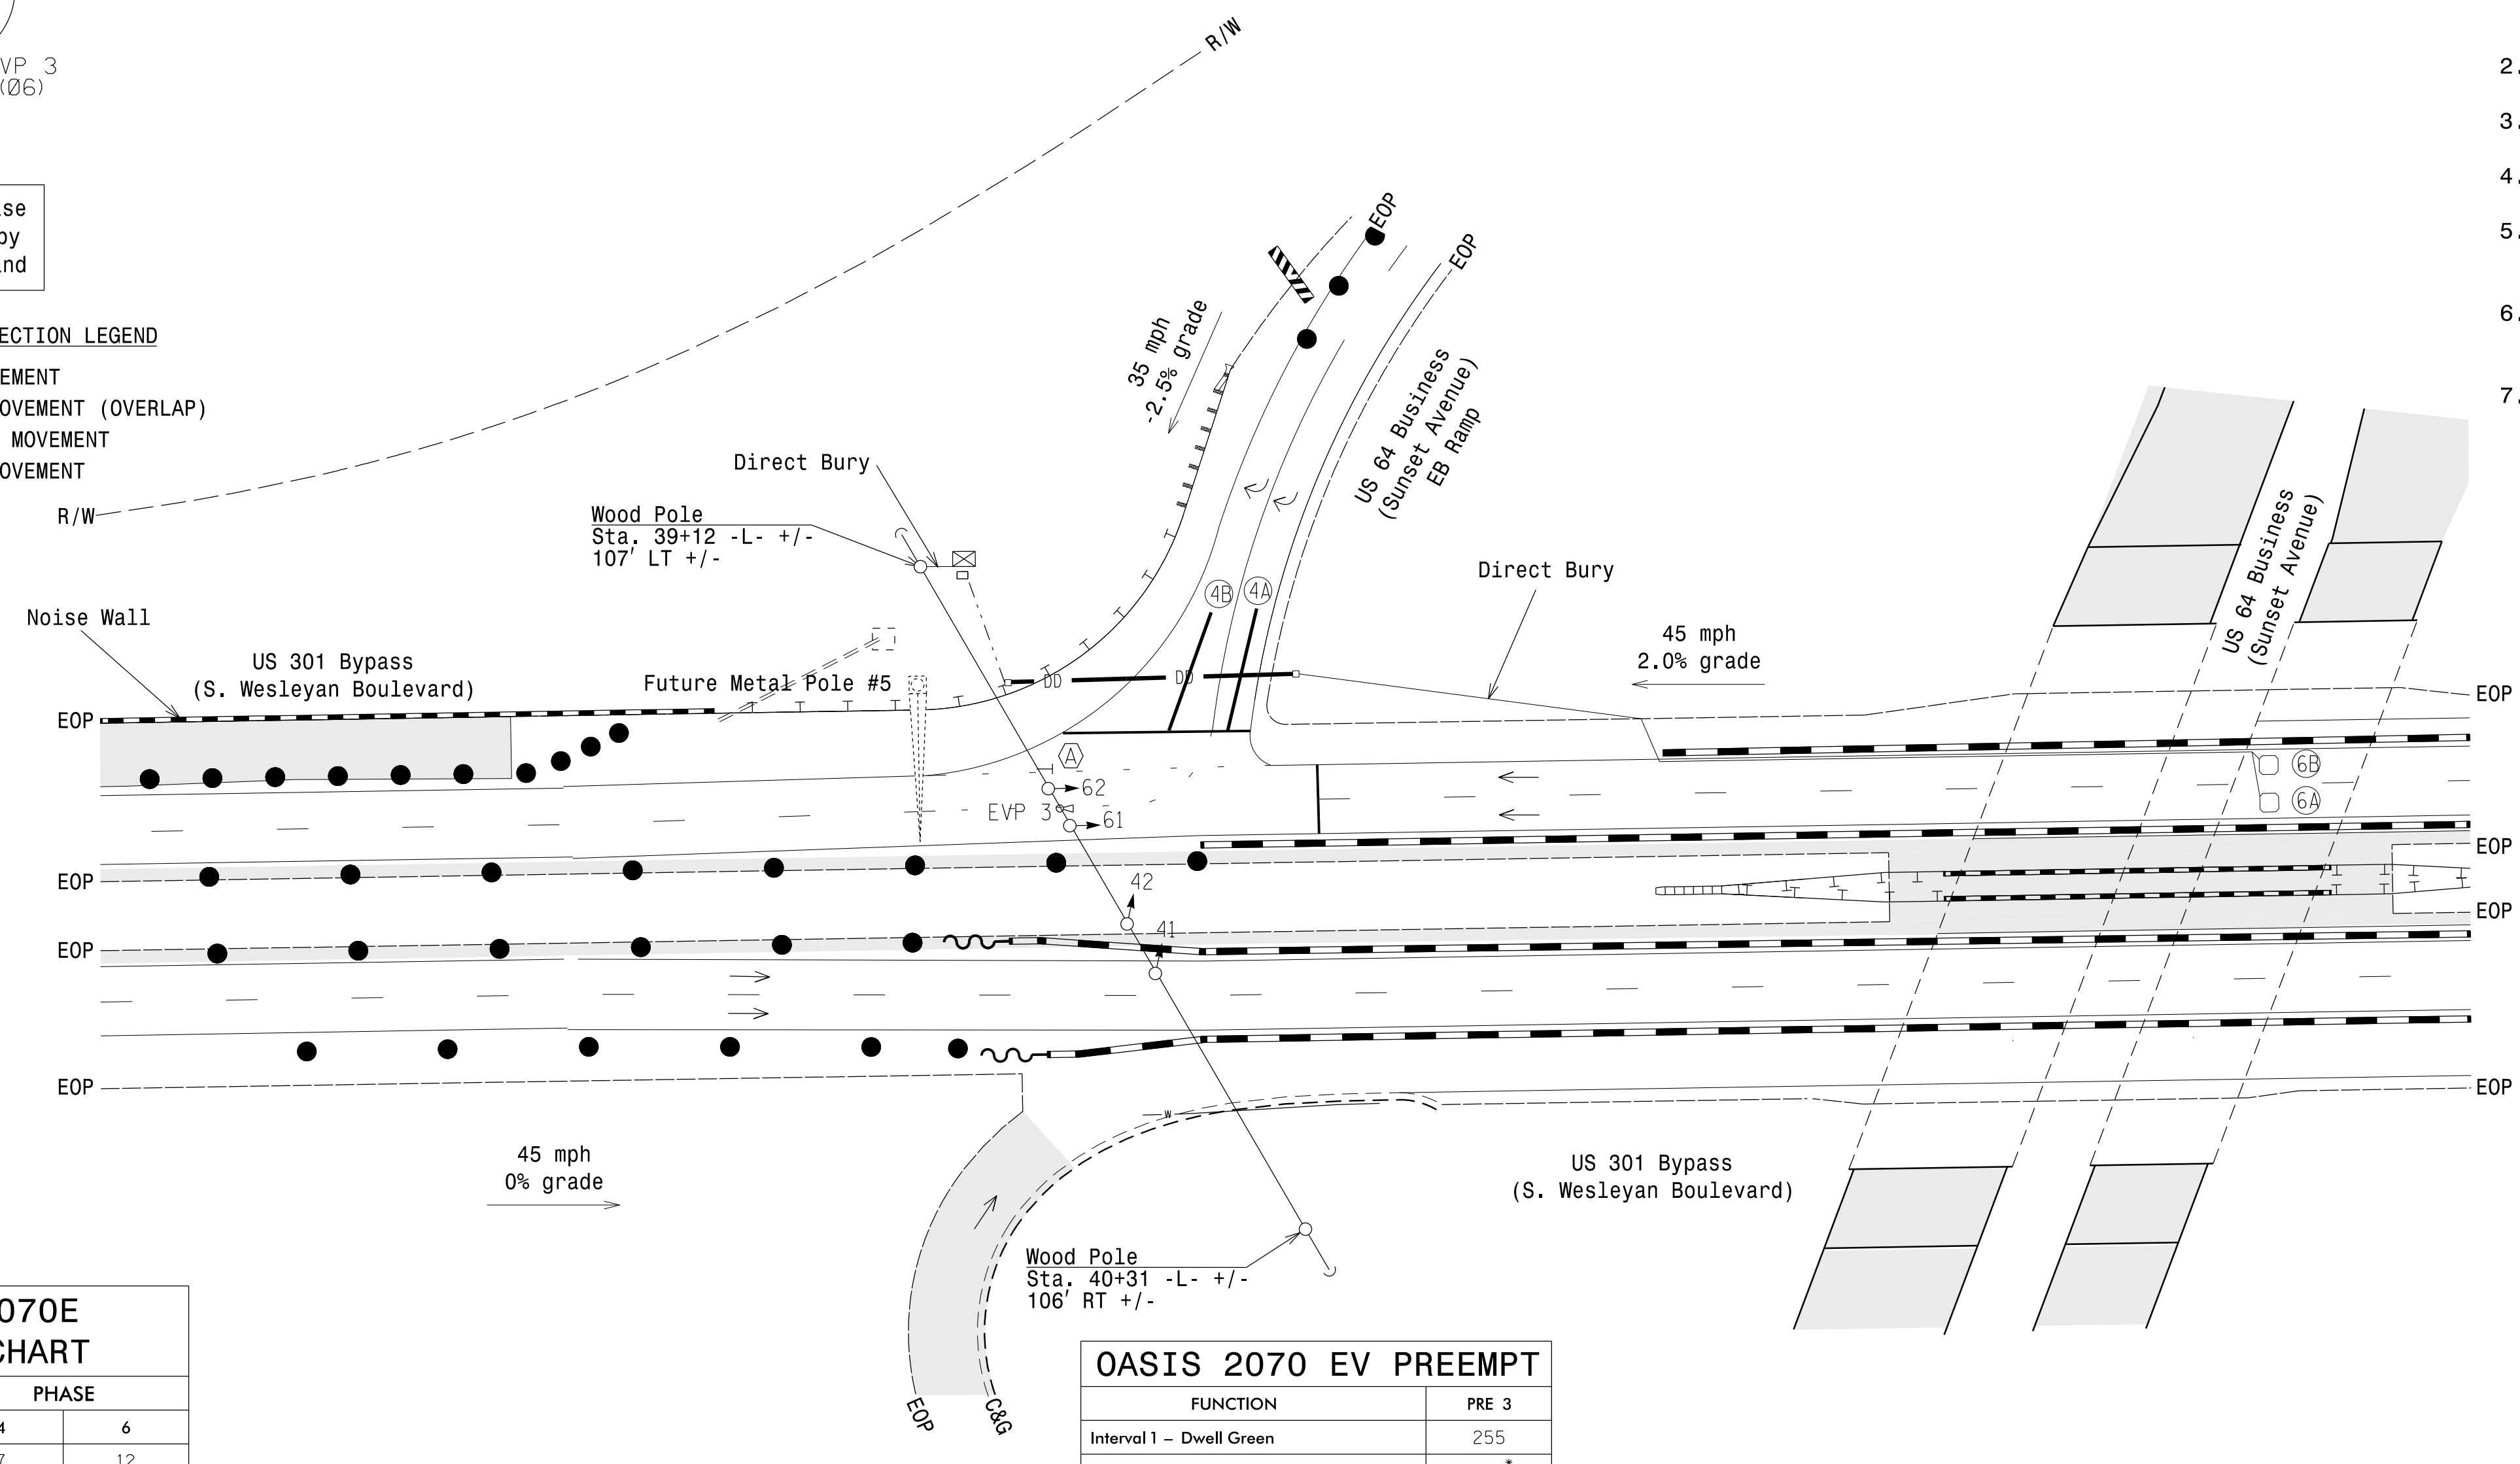 R/W
VP 3
(Ø6)
2.
3.
4.
5.
6.
7.
se
by
and
ECTION LEGEND
EMENT
OVEMENT (OVERLAP)
MOVEMENT
OVEMENT
R/W
EOP
EOP
35 mph
-2.5% grade
US 64 Business
(Sunset Avenue)
EB Ramp
Direct Bury
Wood Pole
Sta. 39+12 -L- +/-
107' LT +/-
Noise Wall
US 301 Bypass
(S. Wesleyan Boulevard)
Future Metal Pole #5
4B
4A
DD
DD
Direct Bury
45 mph
2.0% grade
US 64 Business
(Sunset Avenue)
EOP
EOP
A
62
EVP 3
61
6B
6A
EOP
EOP
42
EOP
41
EOP
EOP
EOP
W
45 mph
0% grade
US 301 Bypass
(S. Wesleyan Boulevard)
Wood Pole
Sta. 40+31 -L- +/-
106' RT +/-
EOP
C&G
070E
CHART
PHASE
4
6
7
12
OASIS 2070 EV PREEMPT
FUNCTION
PRE 3
Interval 1 – Dwell Green
255
*